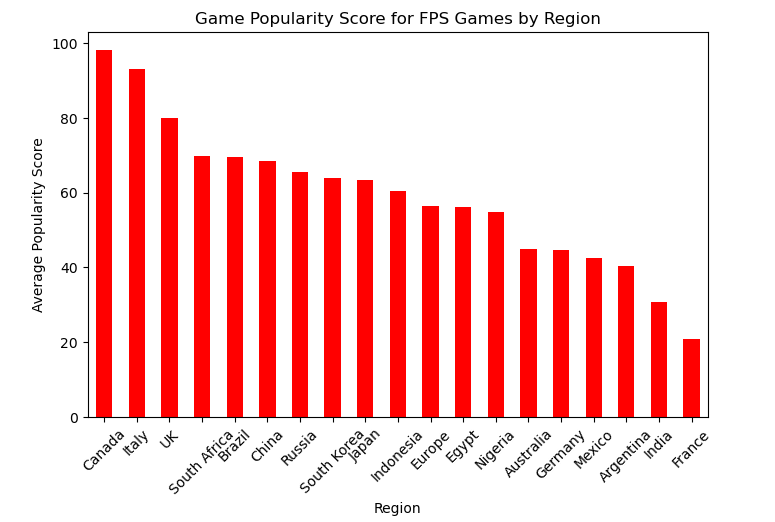 Game Popularity Score for FPS Games by Region
Average Popularity Score
100
80
60
40
20
0
Canada
Italy
UK
South Africa
Brazil
China
Russia
South Korea
Japan
Indonesia
Europe
Egypt
Nigeria
Australia
Germany
Mexico
Argentina
India
France
Region